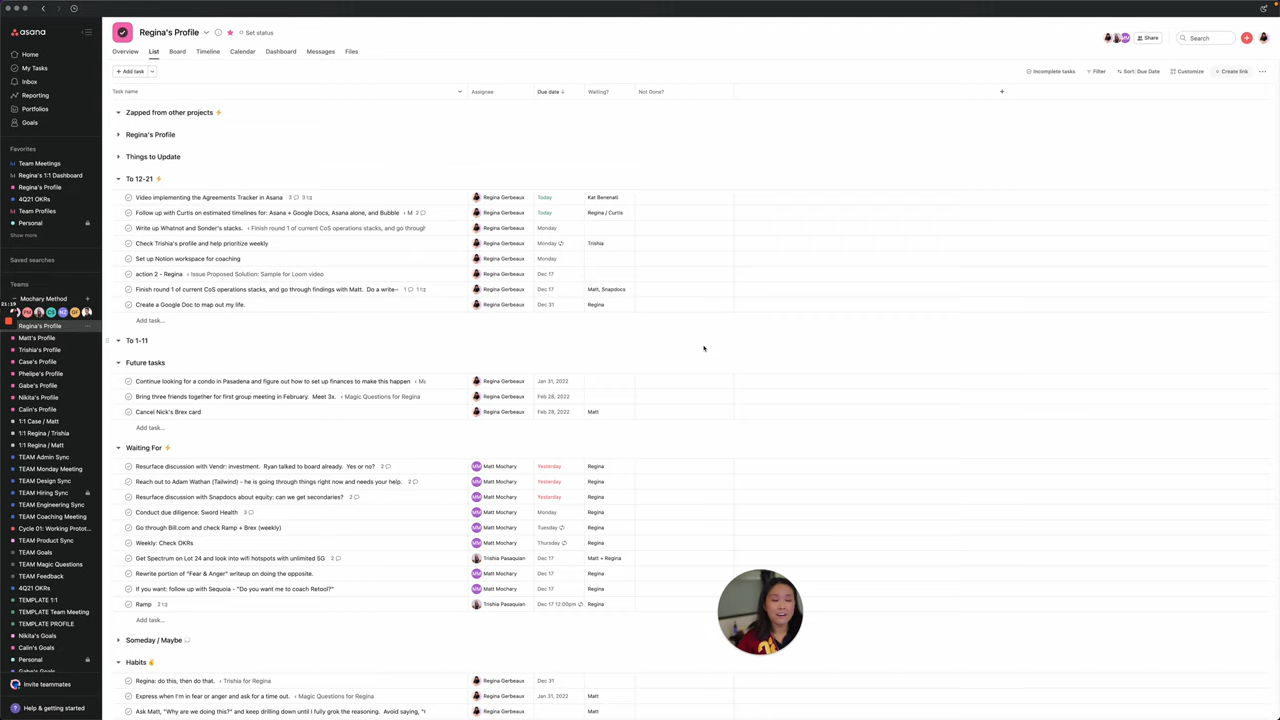 asana
Home
My Tasks
Inbox
Reporting
Portfolios
Goals
Favorites
Team Meetings
Regina's 1:1 Dashboard
Regina's Profile
4Q21 OKRs
Team Profiles
Personal
Show more
Saved searches
Teams
Mochary Method
21:19
Regina's Profile
Matt's Profile
Trishia's Profile
Case's Profile
Phelipe's Profile
Gabe's Profile
Nikita's Profile
Calin's Profile
1:1 Case / Matt
1:1 Regina / Trishia
1:1 Regina / Matt
TEAM Admin Sync
TEAM Monday Meeting
TEAM Design Sync
TEAM Hiring Sync
TEAM Engineering Sync
TEAM Coaching Meeting
Cycle 01: Working Protot...
TEAM Product Sync
TEAM Goals
TEAM Magic Questions
TEAM Feedback
4Q21 OKRs
TEMPLATE 1:1
TEMPLATE Team Meeting
TEMPLATE PROFILE
Nikita's Goals
Calin's Goals
Personal
Gabe's Goals
Invite teammates
Help & getting started
Regina's Profile Set status
Overview List Board Timeline Calendar Dashboard Messages Files
MM Share Search
+ Add task Incomplete tasks Filter Sort: Due Date Customize Create link
Task name Assignee Due date Waiting? Not Done?
Zapped from other projects
Regina's Profile
Things to Update
To 12-21
Video implementing the Agreements Tracker in Asana 3 3 Regina Gerbeaux Today Kat Benenati
Follow up with Curtis on estimated timelines for: Asana + Google Docs, Asana alone, and Bubble ‹ M 2 Regina Gerbeaux Today Regina / Curtis
Write up Whatnot and Sonder's stacks. ‹ Finish round 1 of current CoS operations stacks, and go through Regina Gerbeaux Monday
Check Trishia's profile and help prioritize weekly Regina Gerbeaux Monday Trishia
Set up Notion workspace for coaching Regina Gerbeaux Monday
action 2 - Regina ‹ Issue Proposed Solution: Sample for Loom video Regina Gerbeaux Dec 17
Finish round 1 of current CoS operations stacks, and go through findings with Matt. Do a write- 1 1 Regina Gerbeaux Dec 17 Matt, Snapdocs
Create a Google Doc to map out my life. Regina Gerbeaux Dec 31 Regina
Add task...
To 1-11
Future tasks
Continue looking for a condo in Pasadena and figure out how to set up finances to make this happen ‹ Regina Gerbeaux Jan 31, 2022
Bring three friends together for first group meeting in February. Meet 3x. ‹ Magic Questions for Regina Regina Gerbeaux Feb 28, 2022
Cancel Nick's Brex card Regina Gerbeaux Feb 28, 2022 Matt
Add task...
Waiting For
Resurface discussion with Vendr: investment. Ryan talked to board already. Yes or no? 2 MM Matt Mochary Yesterday Regina
Reach out to Adam Wathan (Tailwind) - he is going through things right now and needs your help. 2 MM Matt Mochary Yesterday Regina
Resurface discussion with Snapdocs about equity: can we get secondaries? 2 MM Matt Mochary Yesterday Regina
Conduct due diligence: Sword Health 3 MM Matt Mochary Monday Regina
Go through Bill.com and check Ramp + Brex (weekly) MM Matt Mochary Tuesday Regina
Weekly: Check OKRs MM Matt Mochary Thursday Regina
Get Spectrum on Lot 24 and look into wifi hotspots with unlimited 5G 2 Trishia Pasaquian Dec 17 Matt + Regina
Rewrite portion of "Fear & Anger" writeup on doing the opposite. MM Matt Mochary Dec 17 Regina
If you want: follow up with Sequoia - "Do you want me to coach Retool?" MM Matt Mochary Dec 17 Regina
Ramp 2 Trishia Pasaquian Dec 17 12:00pm Regina
Add task...
Someday / Maybe
Habits
Regina: do this, then do that. ‹ Trishia for Regina Regina Gerbeaux Dec 31
Express when I'm in fear or anger and ask for a time out. ‹ Magic Questions for Regina Regina Gerbeaux Jan 31, 2022 Matt
Ask Matt, "Why are we doing this?" and keep drilling down until I fully grok the reasoning. Avoid saying, " Regina Gerbeaux Matt